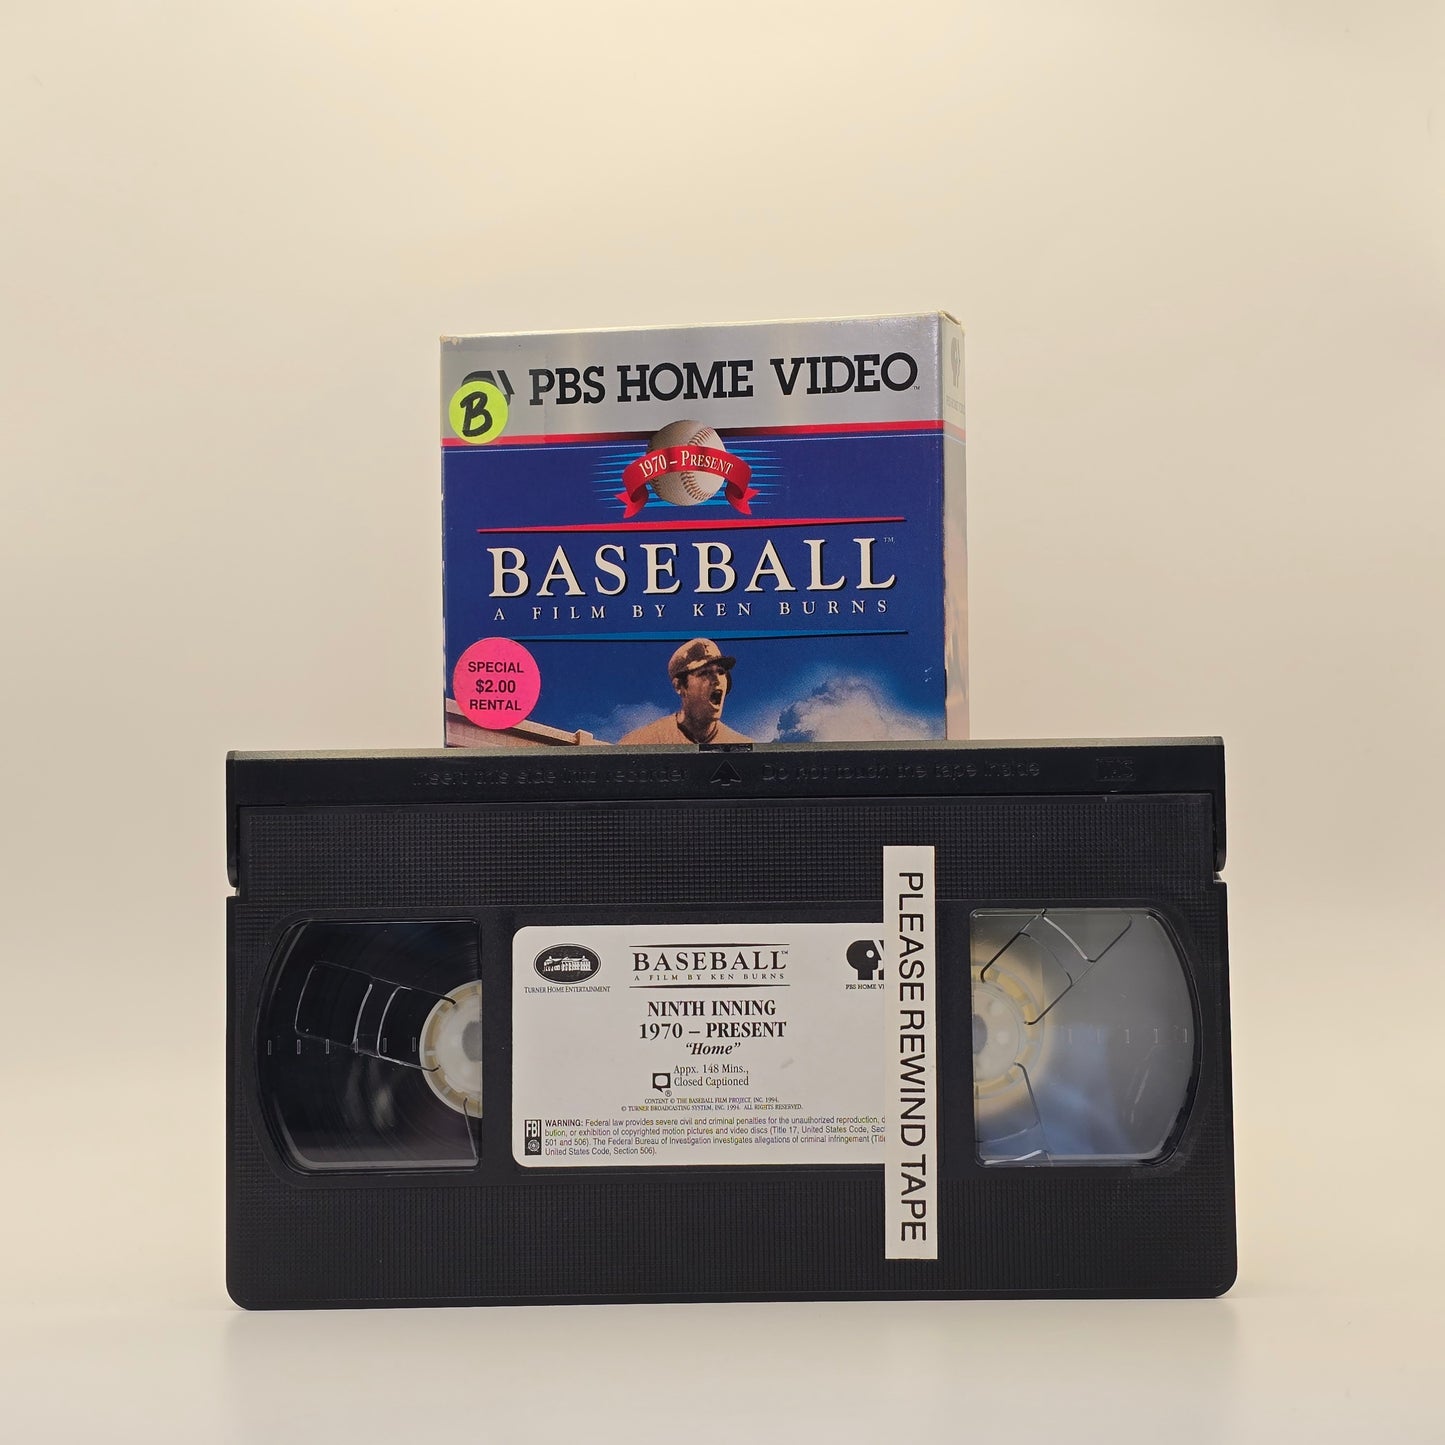 PBS HOME VIDEO™
B
1970 – PRESENT
BASEBALL™
A FILM BY KEN BURNS
SPECIAL
$2.00
RENTAL
Insert this side into recorder
Do not touch the tape inside
VHS
PLEASE REWIND TAPE
TURNER HOME ENTERTAINMENT
BASEBALL™
A FILM BY KEN BURNS
PBS HOME
NINTH INNING
1970 – PRESENT
“Home”
Appx. 148 Mins.,
Closed Captioned
®
CONTENT © THE BASEBALL FILM PROJECT, INC. 1994.
© TURNER BROADCASTING SYSTEM, INC. 1994. ALL RIGHTS RESERVED.
FBI
WARNING: Federal law provides severe civil and criminal penalties for the unauthorized reproduction,
bution, or exhibition of copyrighted motion pictures and video discs (Title 17, United States Code,
501 and 506). The Federal Bureau of Investigation investigates allegations of criminal infringement
United States Code, Section 506).